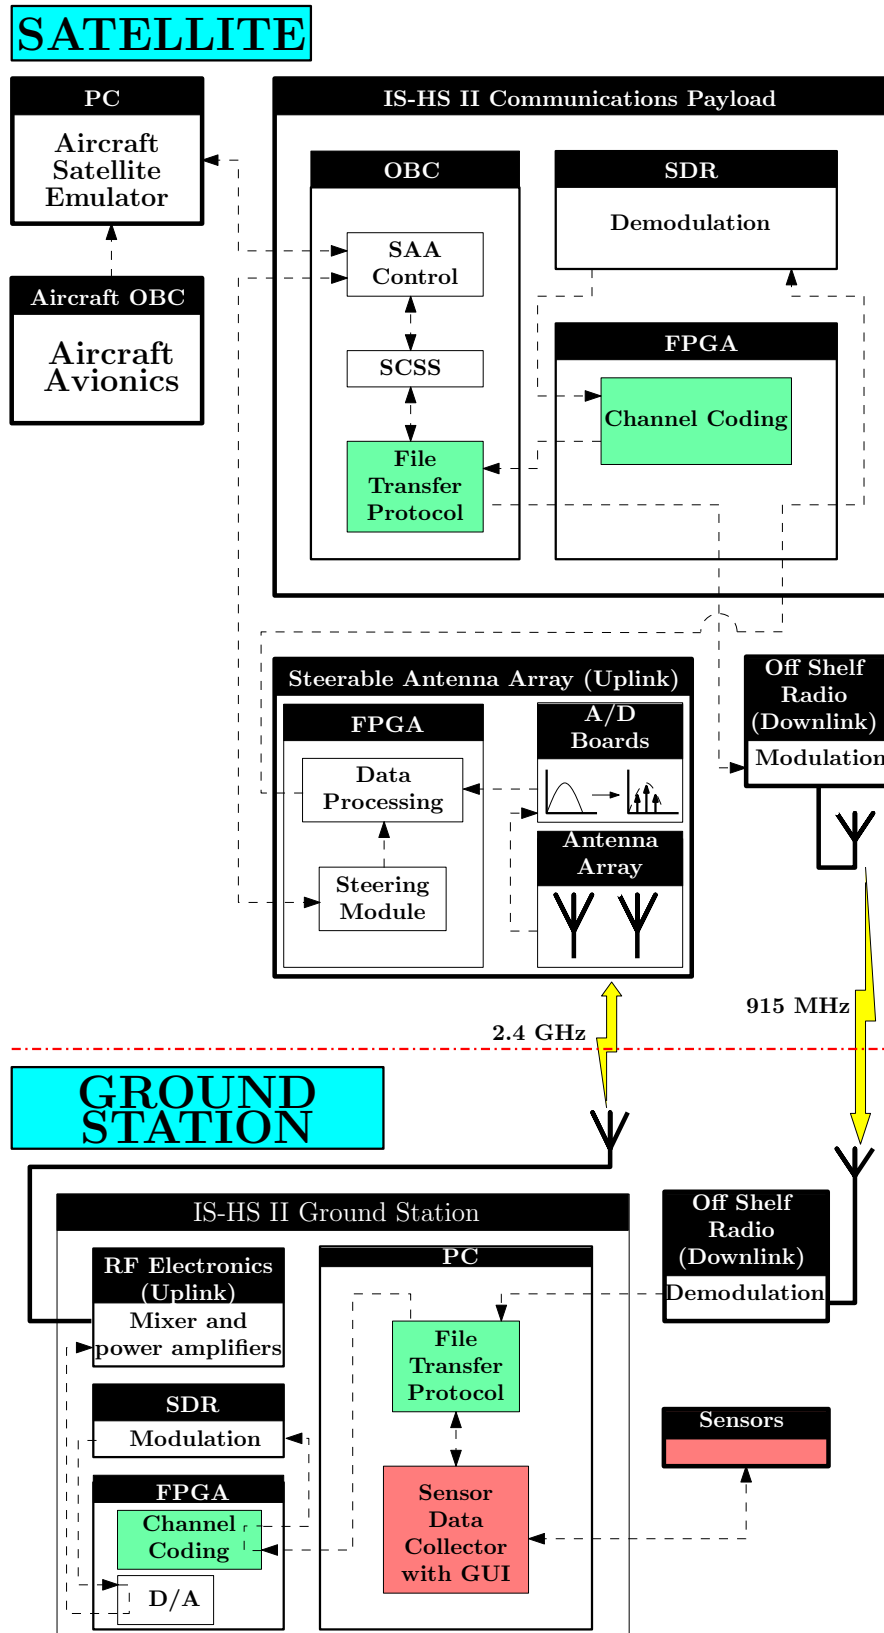 SATELLITE
PC
Aircraft
Satellite
Emulator
Aircraft OBC
Aircraft
Avionics
IS-HS II Communications Payload
OBC
SAA
Control
SCSS
File
Transfer
Protocol
SDR
Demodulation
FPGA
Channel Coding
Steerable Antenna Array (Uplink)
FPGA
Data
Processing
Steering
Module
A/D
Boards
Antenna
Array
Off Shelf
Radio
(Downlink)
Modulation
2.4 GHz
915 MHz
GROUND
STATION
IS-HS II Ground Station
RF Electronics
(Uplink)
Mixer and
power amplifiers
SDR
Modulation
FPGA
Channel
Coding
D/A
PC
File
Transfer
Protocol
Sensor
Data
Collector
with GUI
Off Shelf
Radio
(Downlink)
Demodulation
Sensors